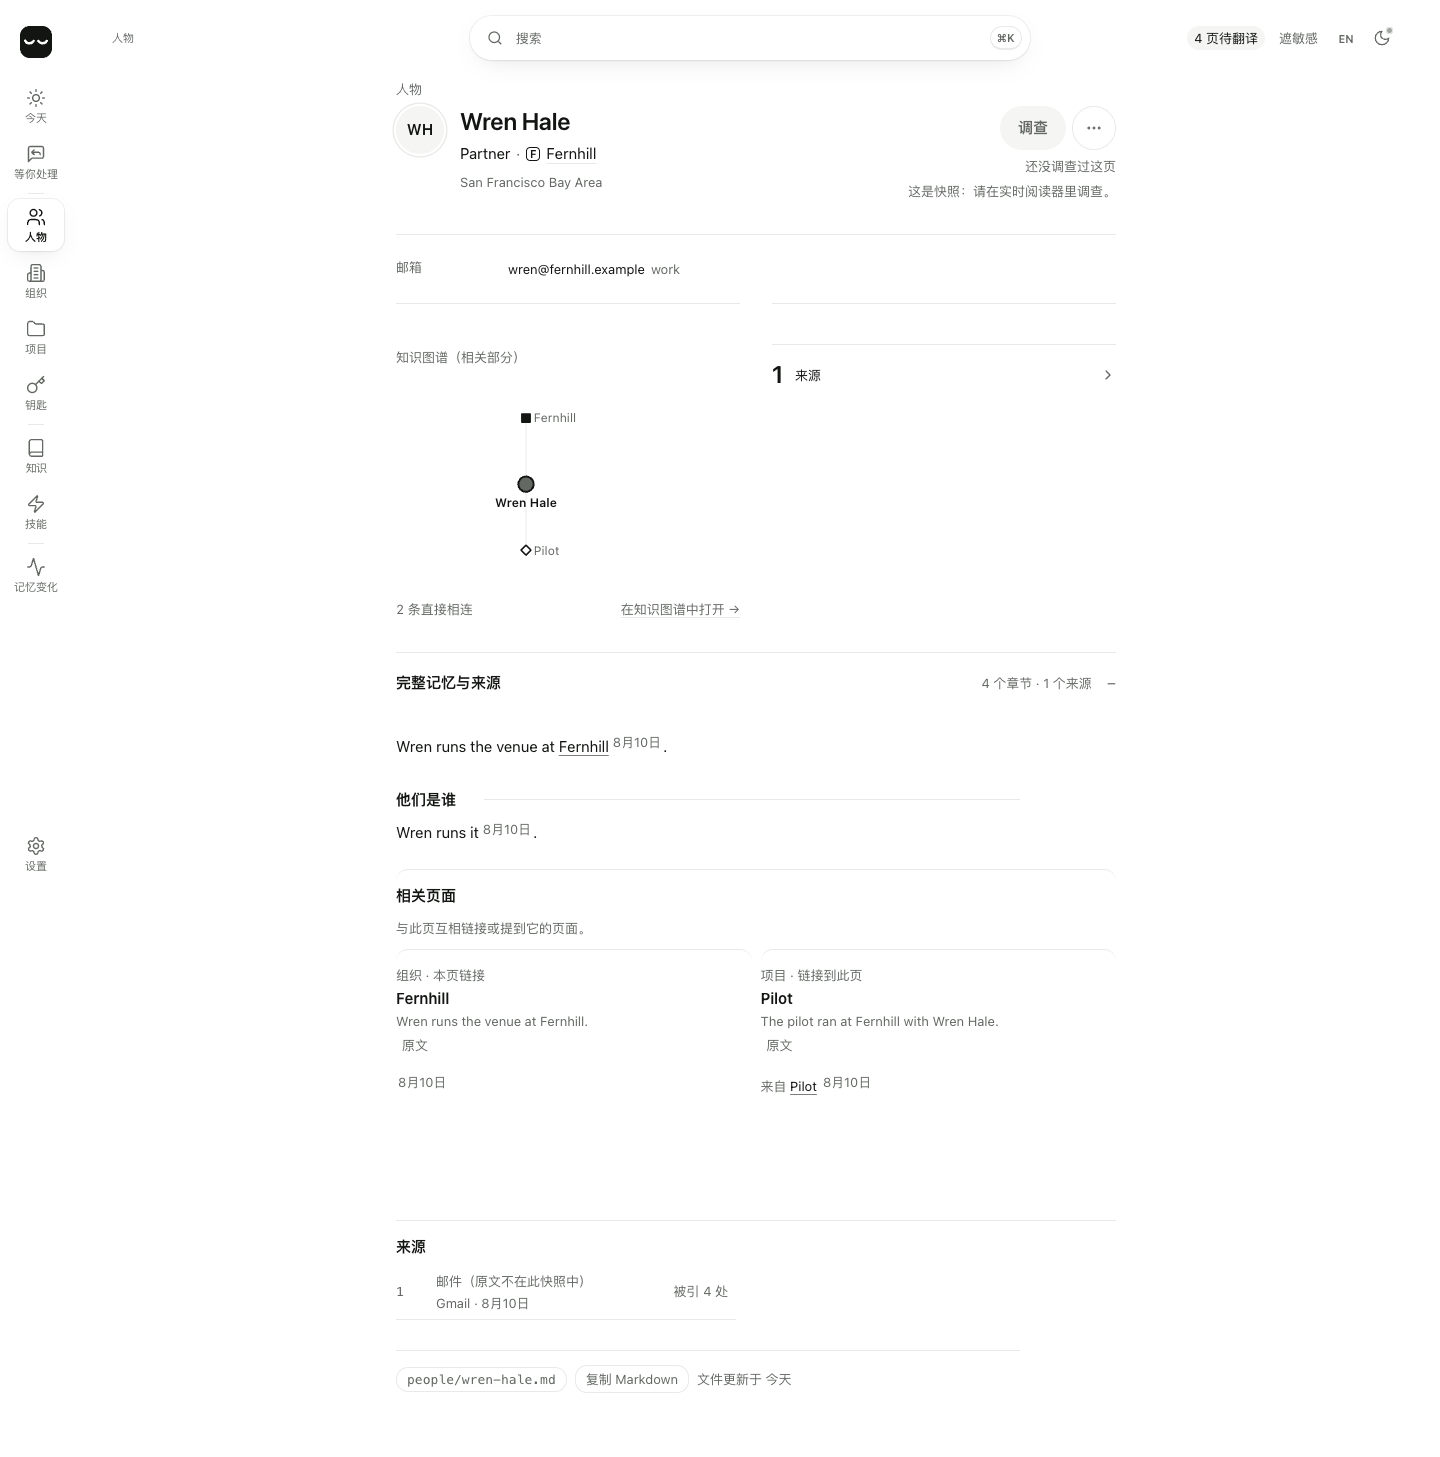 人物
搜索
⌘K
4 页待翻译
遮敏感
EN
今天
等你处理
人物
组织
项目
钥匙
知识
技能
记忆变化
设置
人物
WH
Wren Hale
Partner · F Fernhill
San Francisco Bay Area
调查
还没调查过这页
这是快照：请在实时阅读器里调查。
邮箱
wren@fernhill.example work
知识图谱（相关部分）
Fernhill
Wren Hale
Pilot
2 条直接相连
在知识图谱中打开 →
1 来源
完整记忆与来源
4 个章节 · 1 个来源 –
Wren runs the venue at Fernhill 8月10日 .
他们是谁
Wren runs it 8月10日 .
相关页面
与此页互相链接或提到它的页面。
组织 · 本页链接
Fernhill
Wren runs the venue at Fernhill.
原文
8月10日
项目 · 链接到此页
Pilot
The pilot ran at Fernhill with Wren Hale.
原文
来自 Pilot 8月10日
来源
1
邮件（原文不在此快照中）
Gmail · 8月10日
被引 4 处
people/wren-hale.md
复制 Markdown
文件更新于 今天